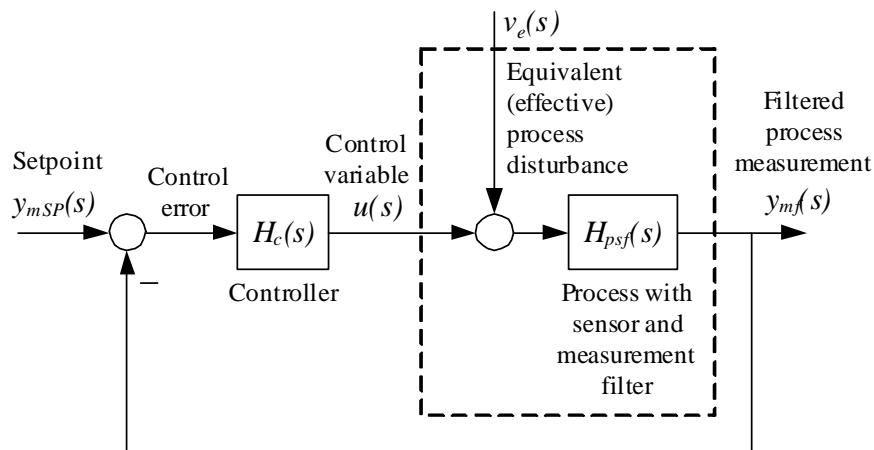 v_e(s)
Equivalent
(effective)
process
disturbance
Filtered
process
measurement
y_mf(s)
Control
variable
u(s)
Setpoint
y_mSP(s)
Control
error
H_c(s)
H_psf(s)
–
Controller
Process with
sensor and
measurement
filter